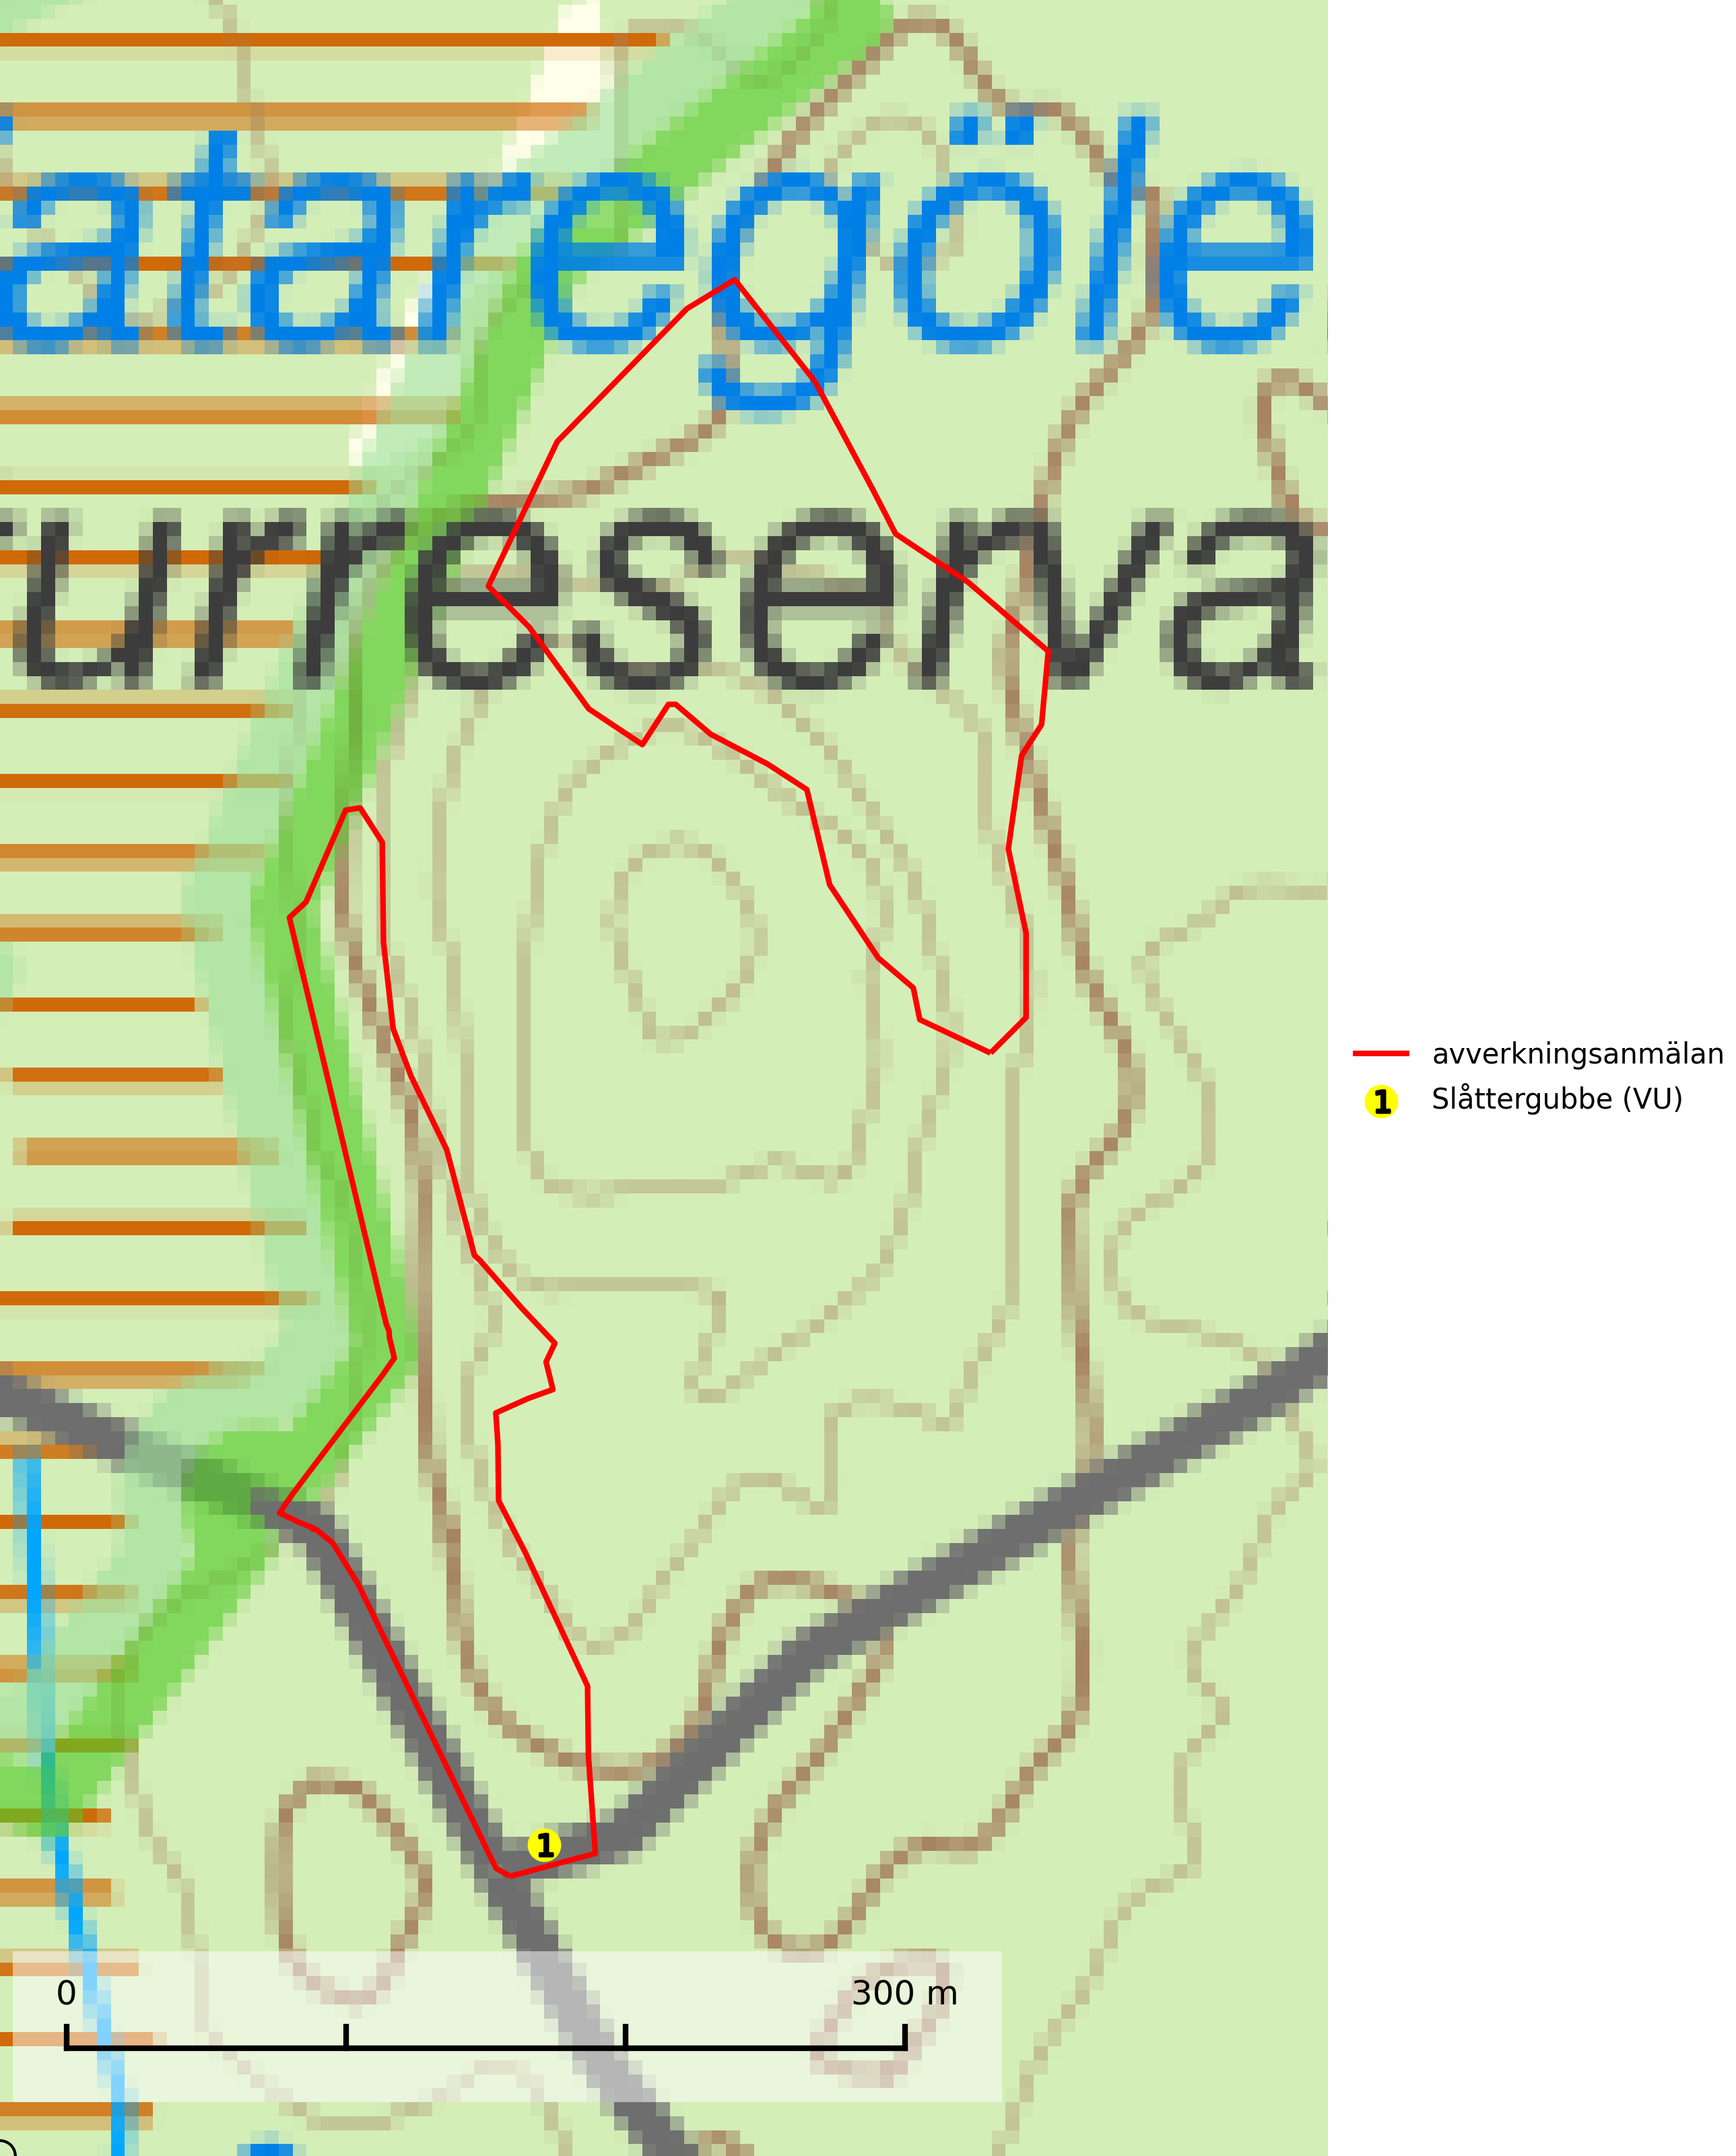 ataregöle
urreserva
avverkningsanmälan
1 Slåttergubbe (VU)
1
0 300 m